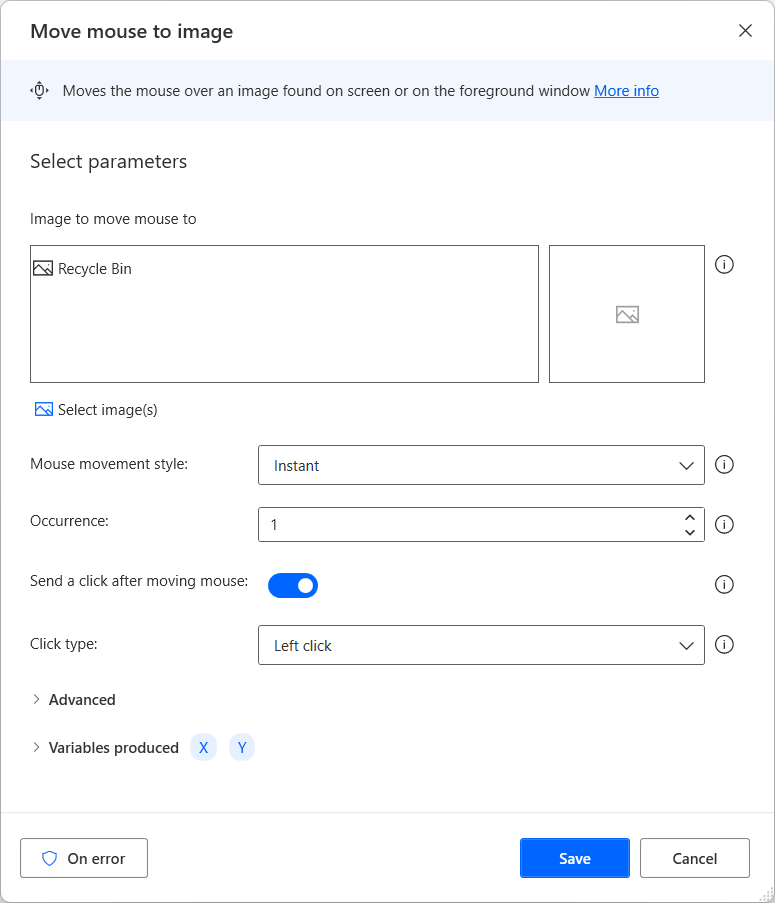 Move mouse to image
Moves the mouse over an image found on screen or on the foreground window More info
Select parameters
Image to move mouse to
Recycle Bin
Select image(s)
Mouse movement style: Instant
Occurrence: 1
Send a click after moving mouse:
Click type: Left click
Advanced
Variables produced X Y
On error Save Cancel